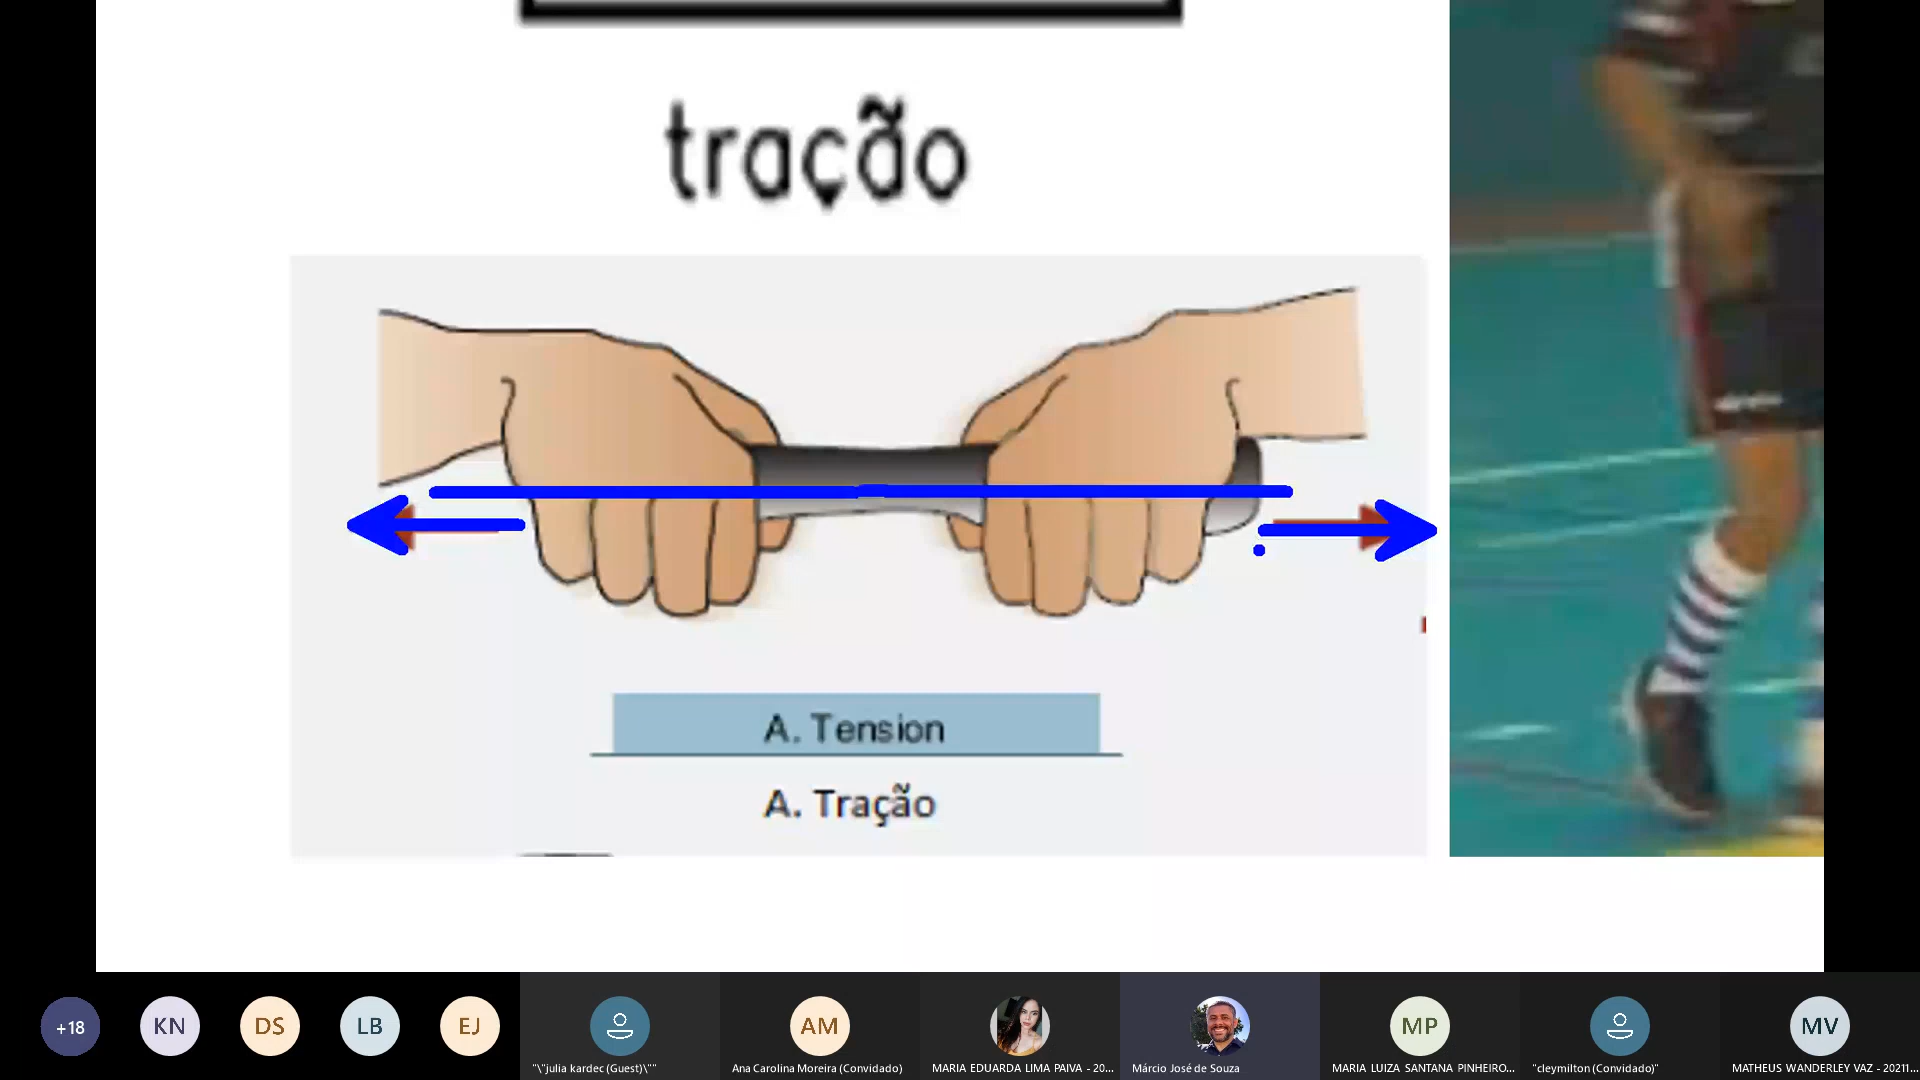 tração
A. Tension
A. Tração
+18
KN
DS
LB
EJ
"\"julia kardec (Guest)\""
AM
Ana Carolina Moreira (Convidado)
MARIA EDUARDA LIMA PAIVA - 20...
Márcio José de Souza
MP
MARIA LUIZA SANTANA PINHEIRO...
"cleymilton (Convidado)"
MV
MATHEUS WANDERLEY VAZ - 20211...